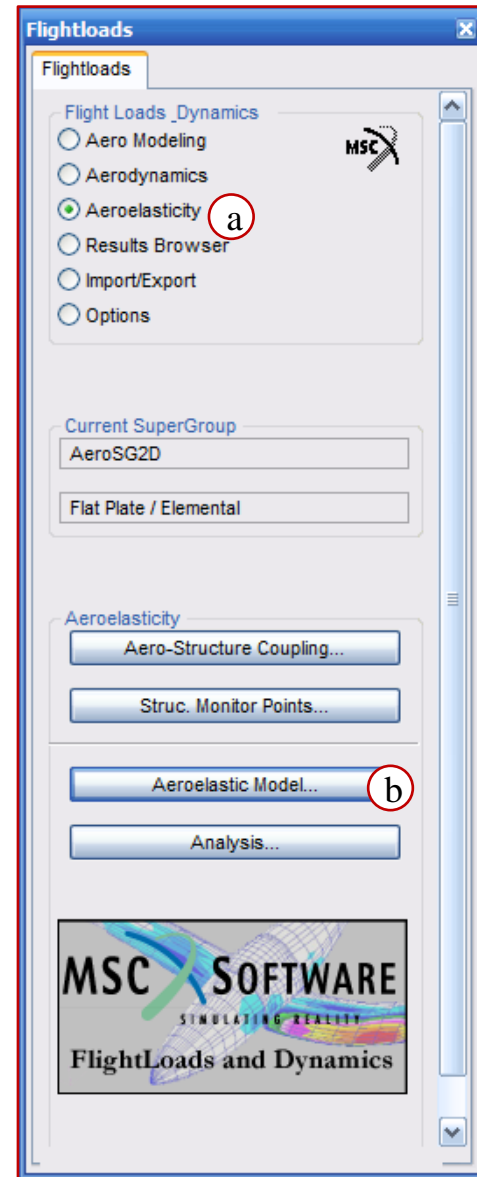 Flightloads
Flightloads
Flight Loads _Dynamics
Aero Modeling
MSC
Aerodynamics
Aeroelasticity
a
Results Browser
Import/Export
Options
Current SuperGroup
AeroSG2D
Flat Plate / Elemental
Aeroelasticity
Aero-Structure Coupling...
Struc. Monitor Points...
Aeroelastic Model...
b
Analysis...
MSC SOFTWARE
SIMULATING REALITY
FlightLoads and Dynamics